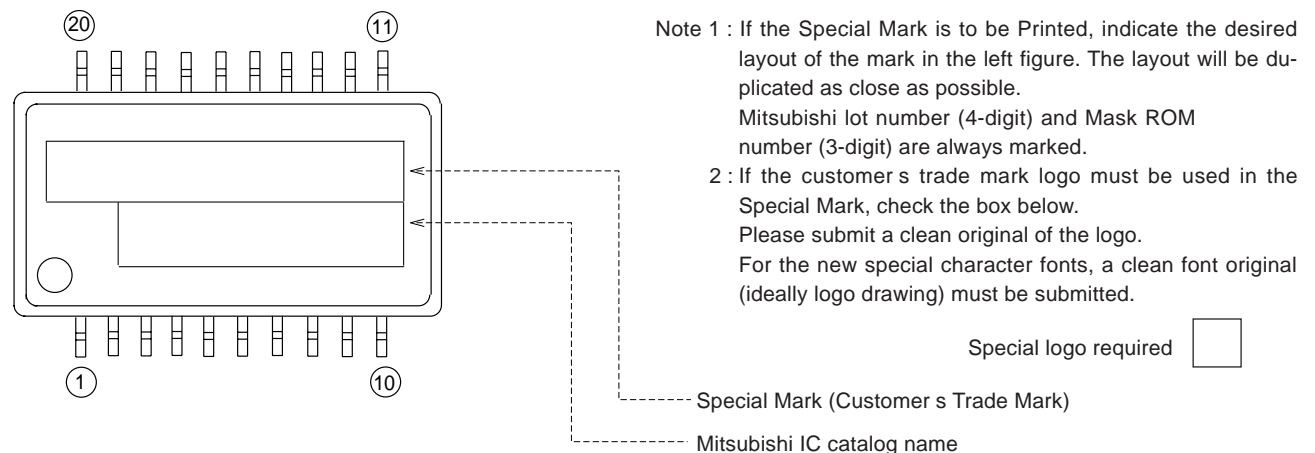 20
11
1
10
Note 1 : If the Special Mark is to be Printed, indicate the desired
layout of the mark in the left figure. The layout will be du-
plicated as close as possible.
Mitsubishi lot number (4-digit) and Mask ROM
number (3-digit) are always marked.
2 : If the customer s trade mark logo must be used in the
Special Mark, check the box below.
Please submit a clean original of the logo.
For the new special character fonts, a clean font original
(ideally logo drawing) must be submitted.
Special logo required
Special Mark (Customer s Trade Mark)
Mitsubishi IC catalog name